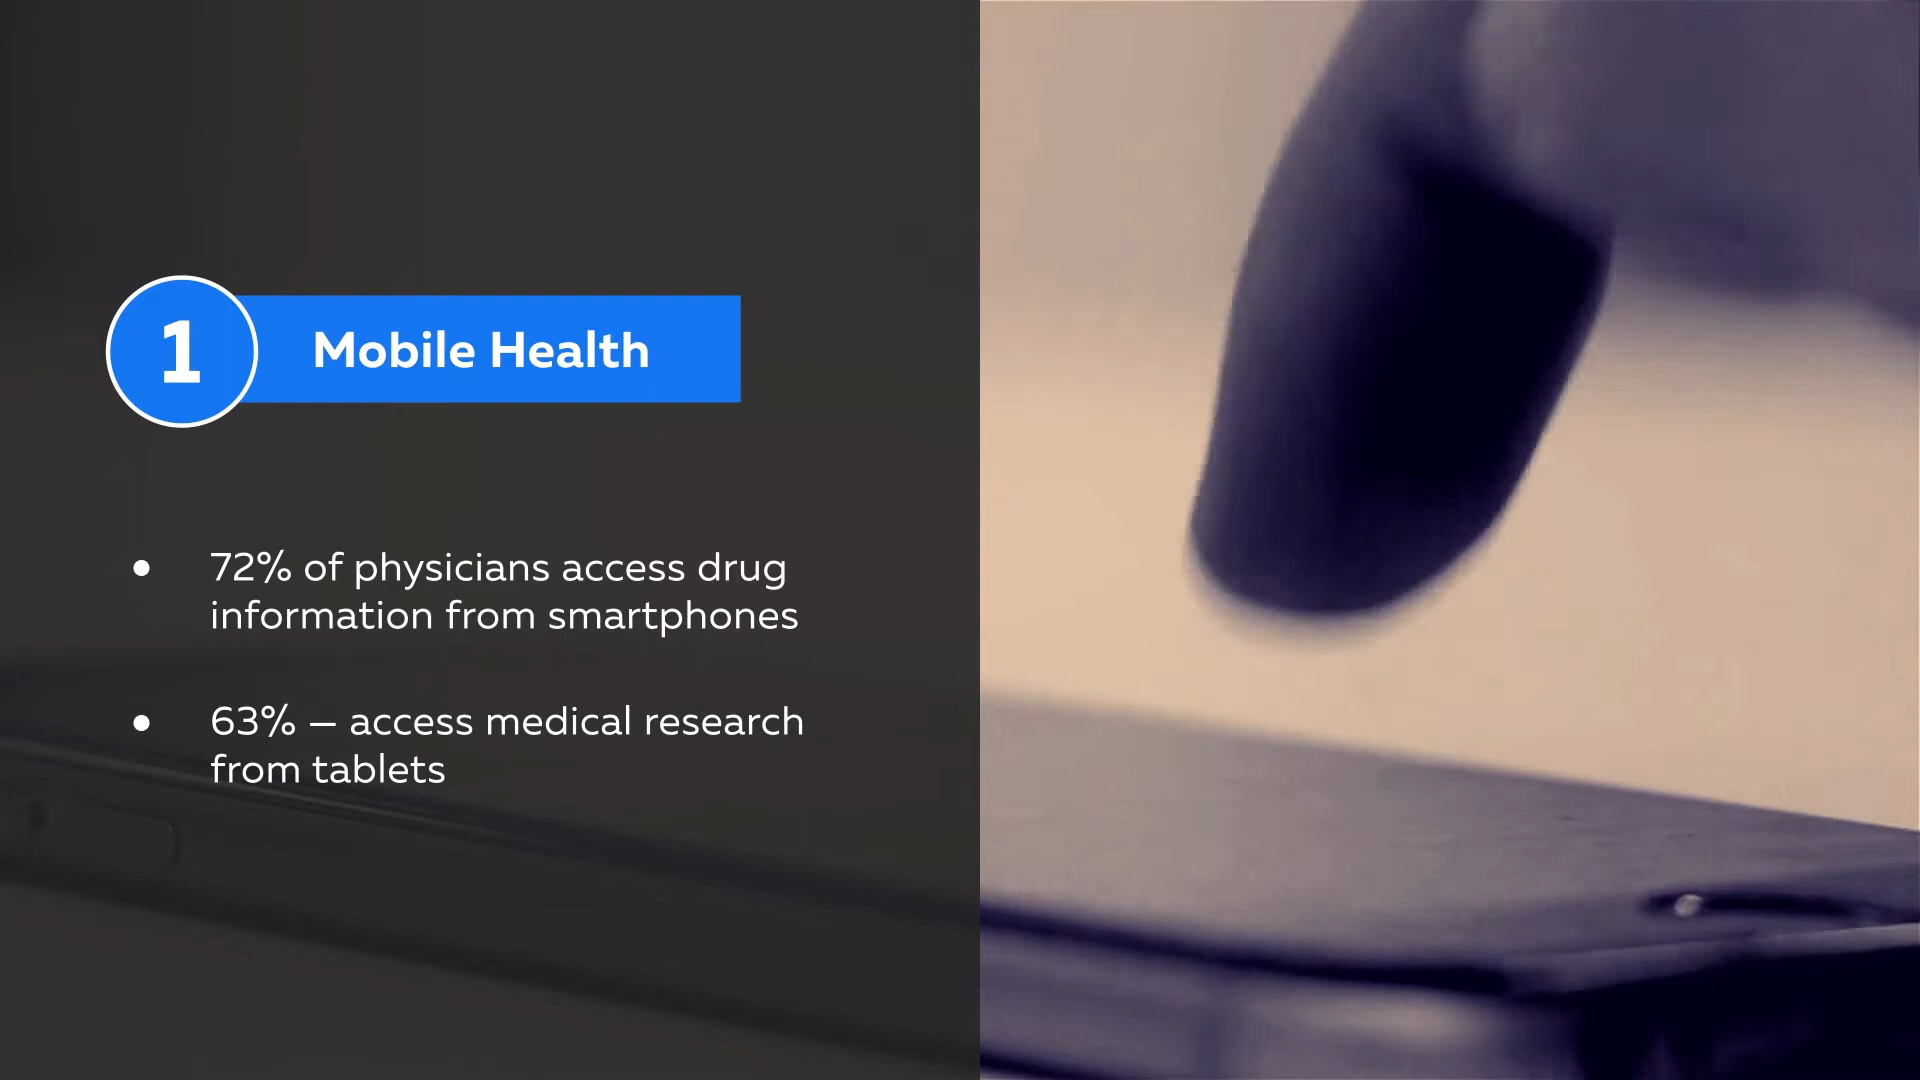 1
Mobile Health
● 72% of physicians access drug
information from smartphones
● 63% — access medical research
from tablets